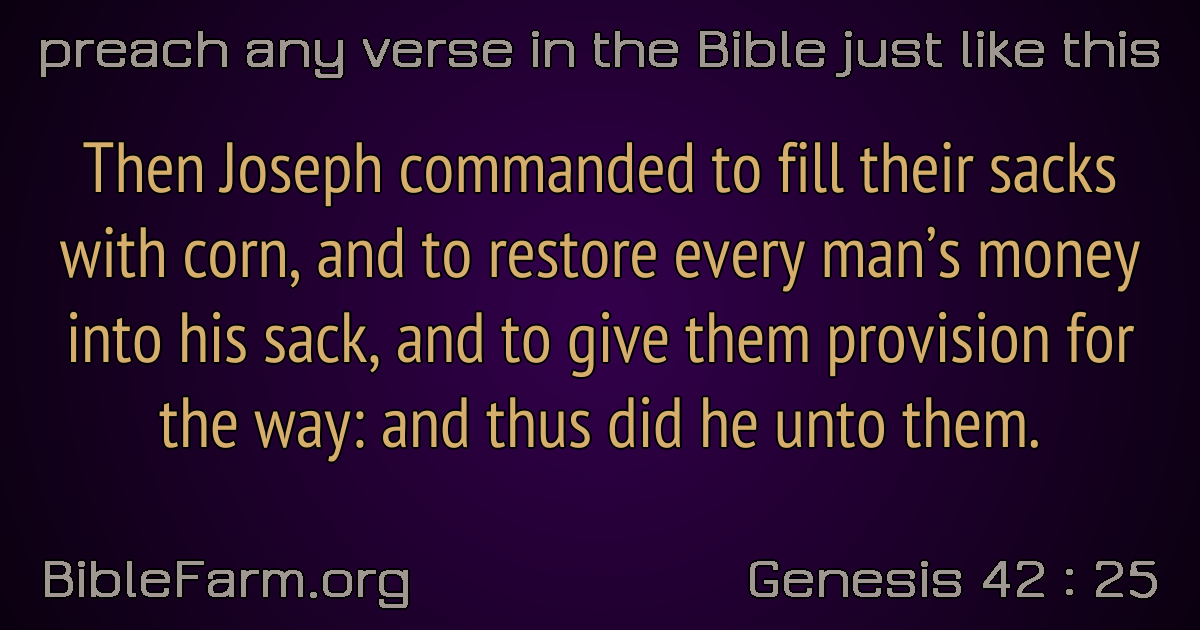 preach any verse in the Bible just like this
Then Joseph commanded to fill their sacks
with corn, and to restore every man’s money
into his sack, and to give them provision for
the way: and thus did he unto them.
BibleFarm.org
Genesis 42 : 25